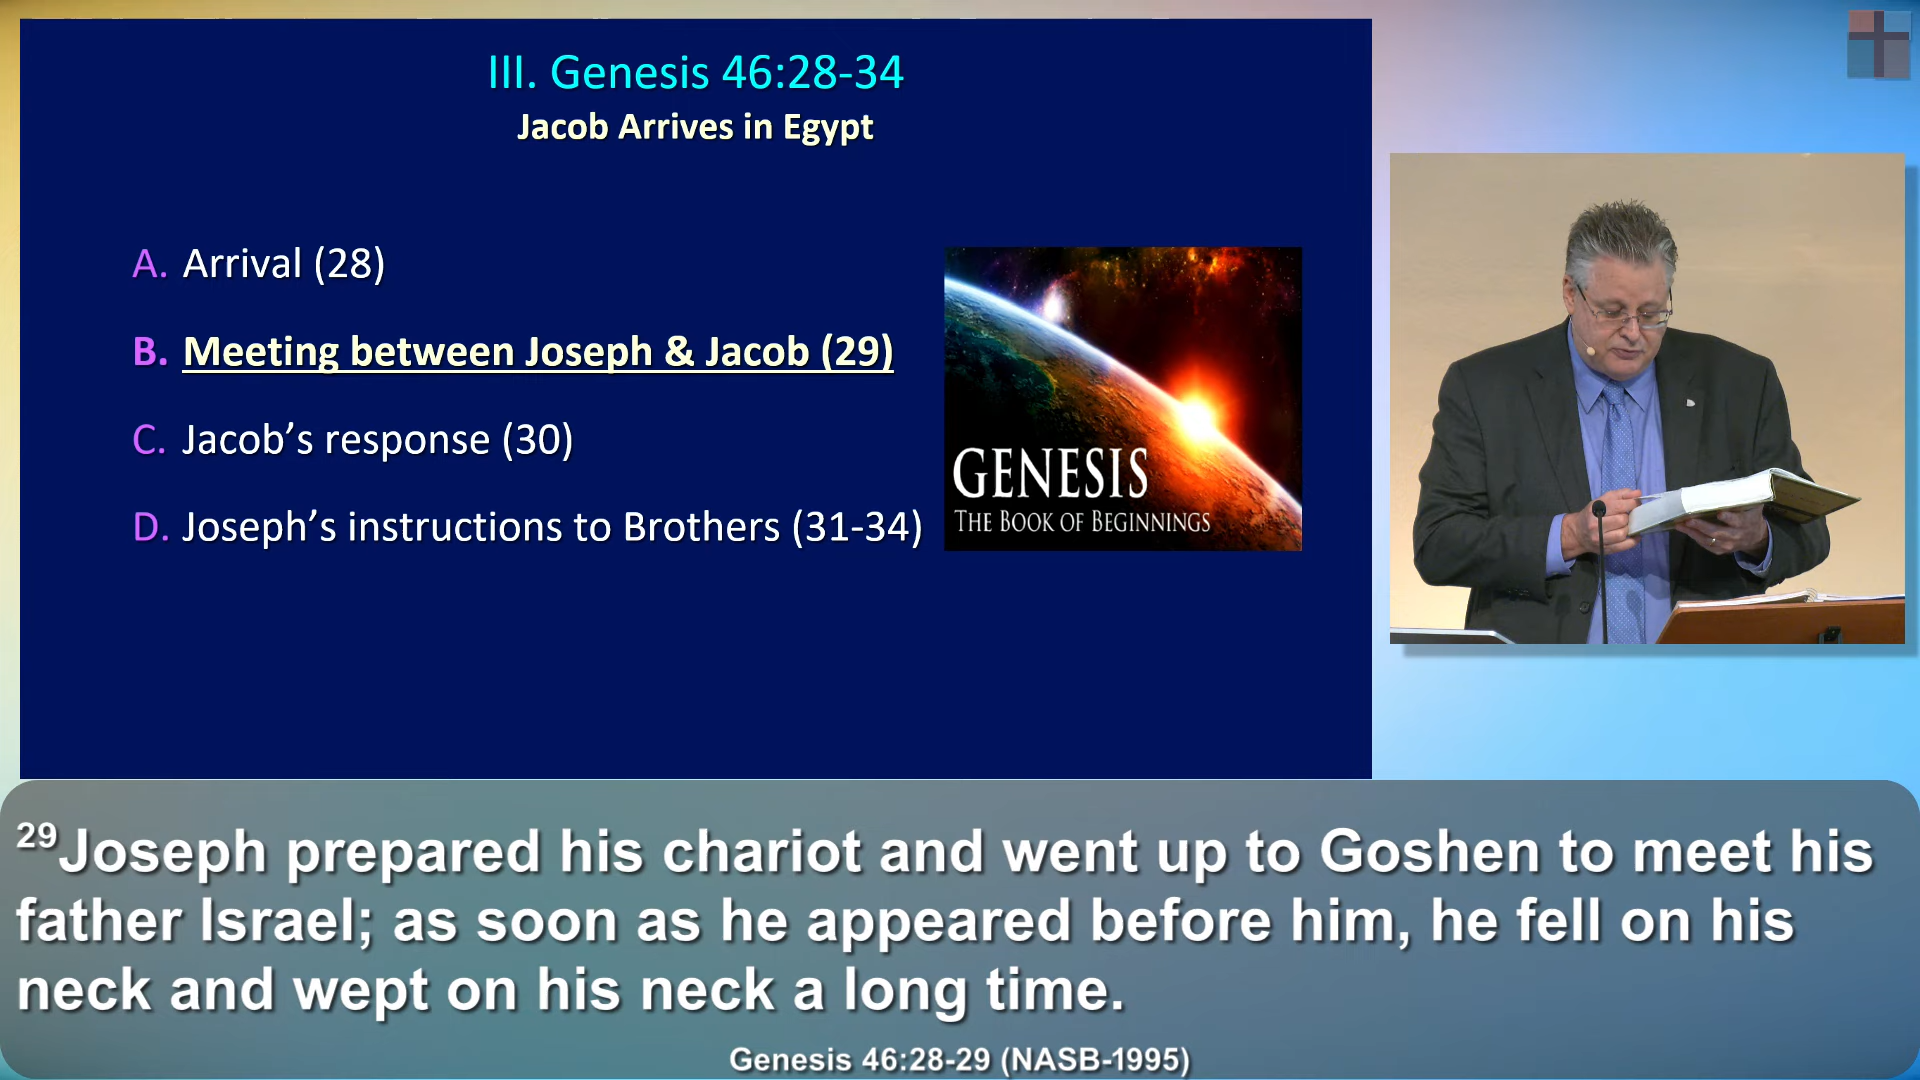 III. Genesis 46:28-34
Jacob Arrives in Egypt
A. Arrival (28)
B. Meeting between Joseph & Jacob (29)
C. Jacob’s response (30)
D. Joseph’s instructions to Brothers (31-34)
GENESIS
THE BOOK OF BEGINNINGS
29Joseph prepared his chariot and went up to Goshen to meet his
father Israel; as soon as he appeared before him, he fell on his
neck and wept on his neck a long time.
Genesis 46:28-29 (NASB-1995)